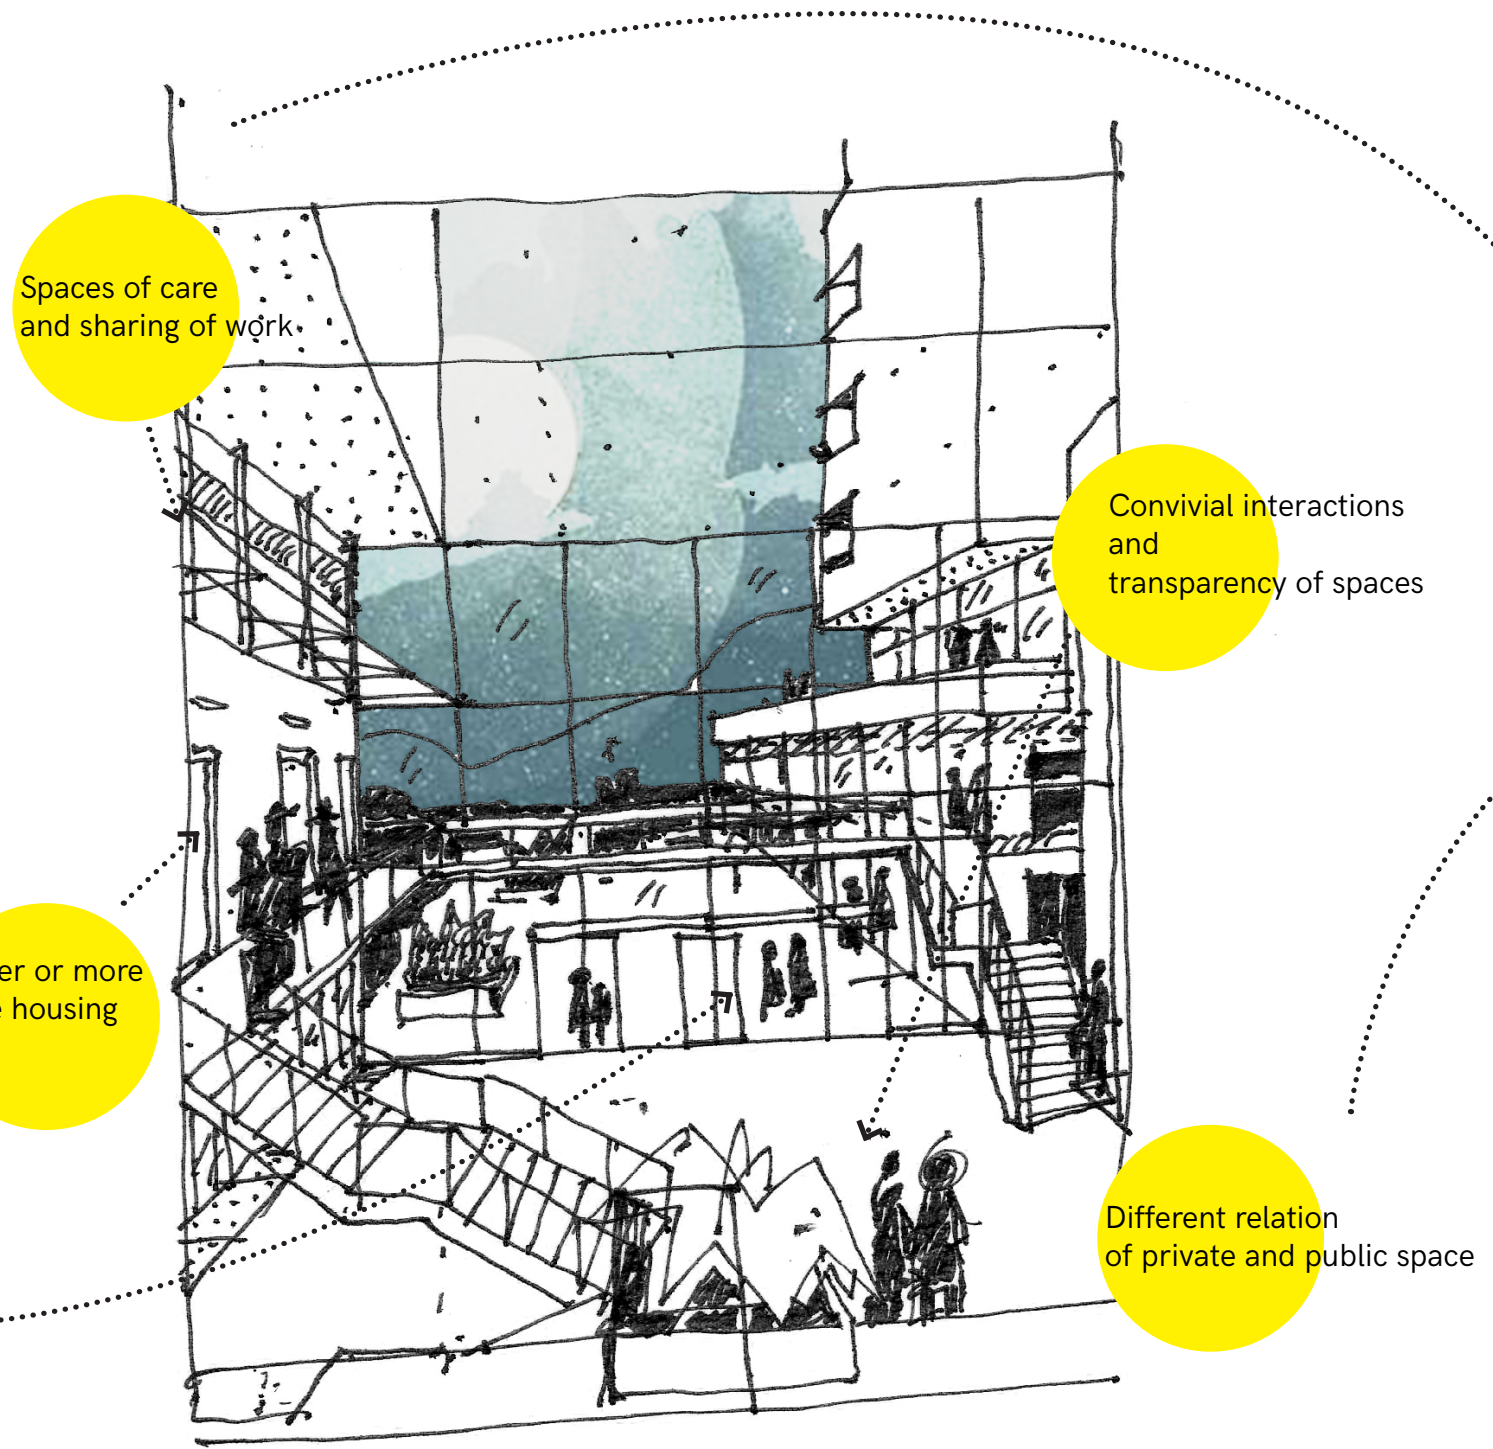 Spaces of care
and sharing of work
Convivial interactions
and
transparency of spaces
er or more
housing
Different relation
of private and public space